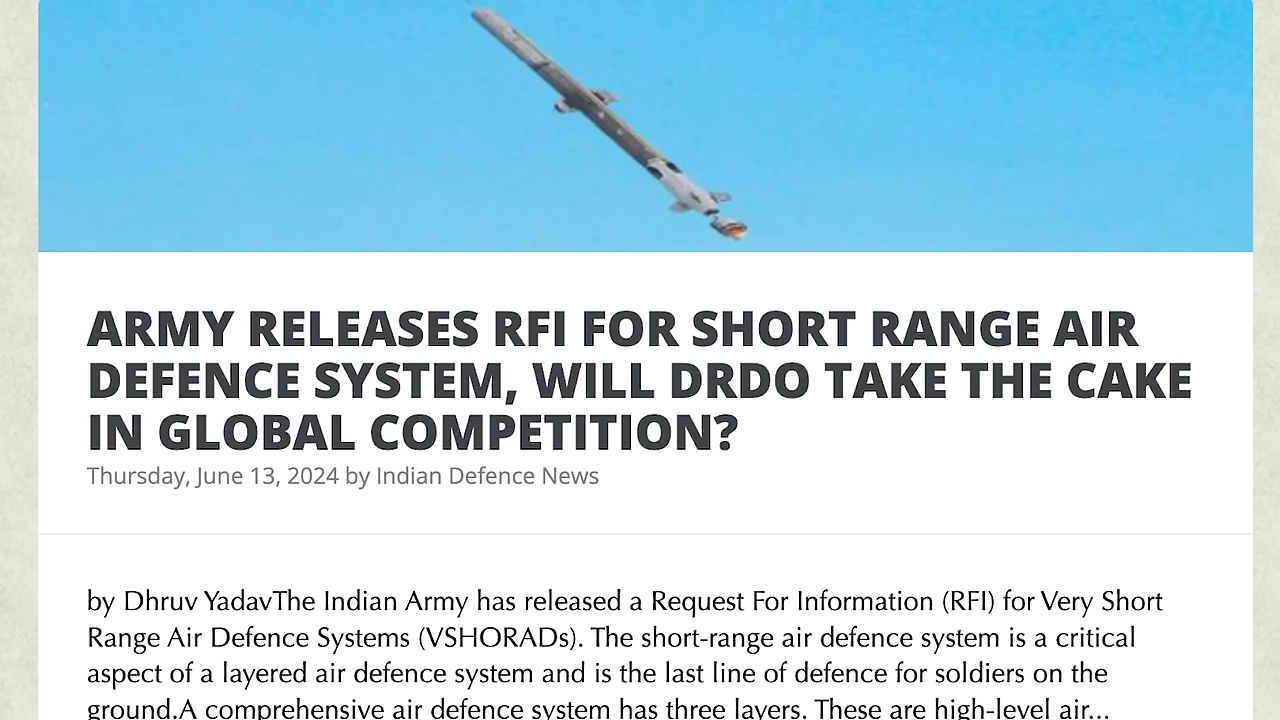 ARMY RELEASES RFI FOR SHORT RANGE AIR
DEFENCE SYSTEM, WILL DRDO TAKE THE CAKE
IN GLOBAL COMPETITION?
Thursday, June 13, 2024 by Indian Defence News
by Dhruv YadavThe Indian Army has released a Request For Information (RFI) for Very Short
Range Air Defence Systems (VSHORADs). The short-range air defence system is a critical
aspect of a layered air defence system and is the last line of defence for soldiers on the
ground.A comprehensive air defence system has three layers. These are high-level air...